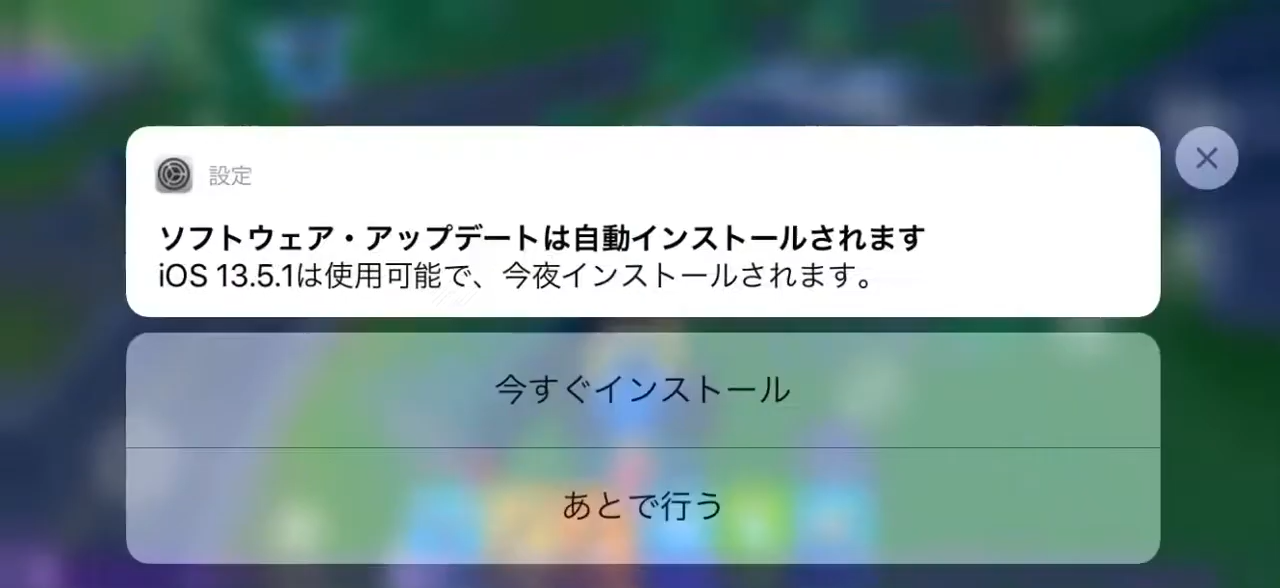 設定
ソフトウェア・アップデートは自動インストールされます
iOS 13.5.1は使用可能で、今夜インストールされます。
今すぐインストール
あとで行う